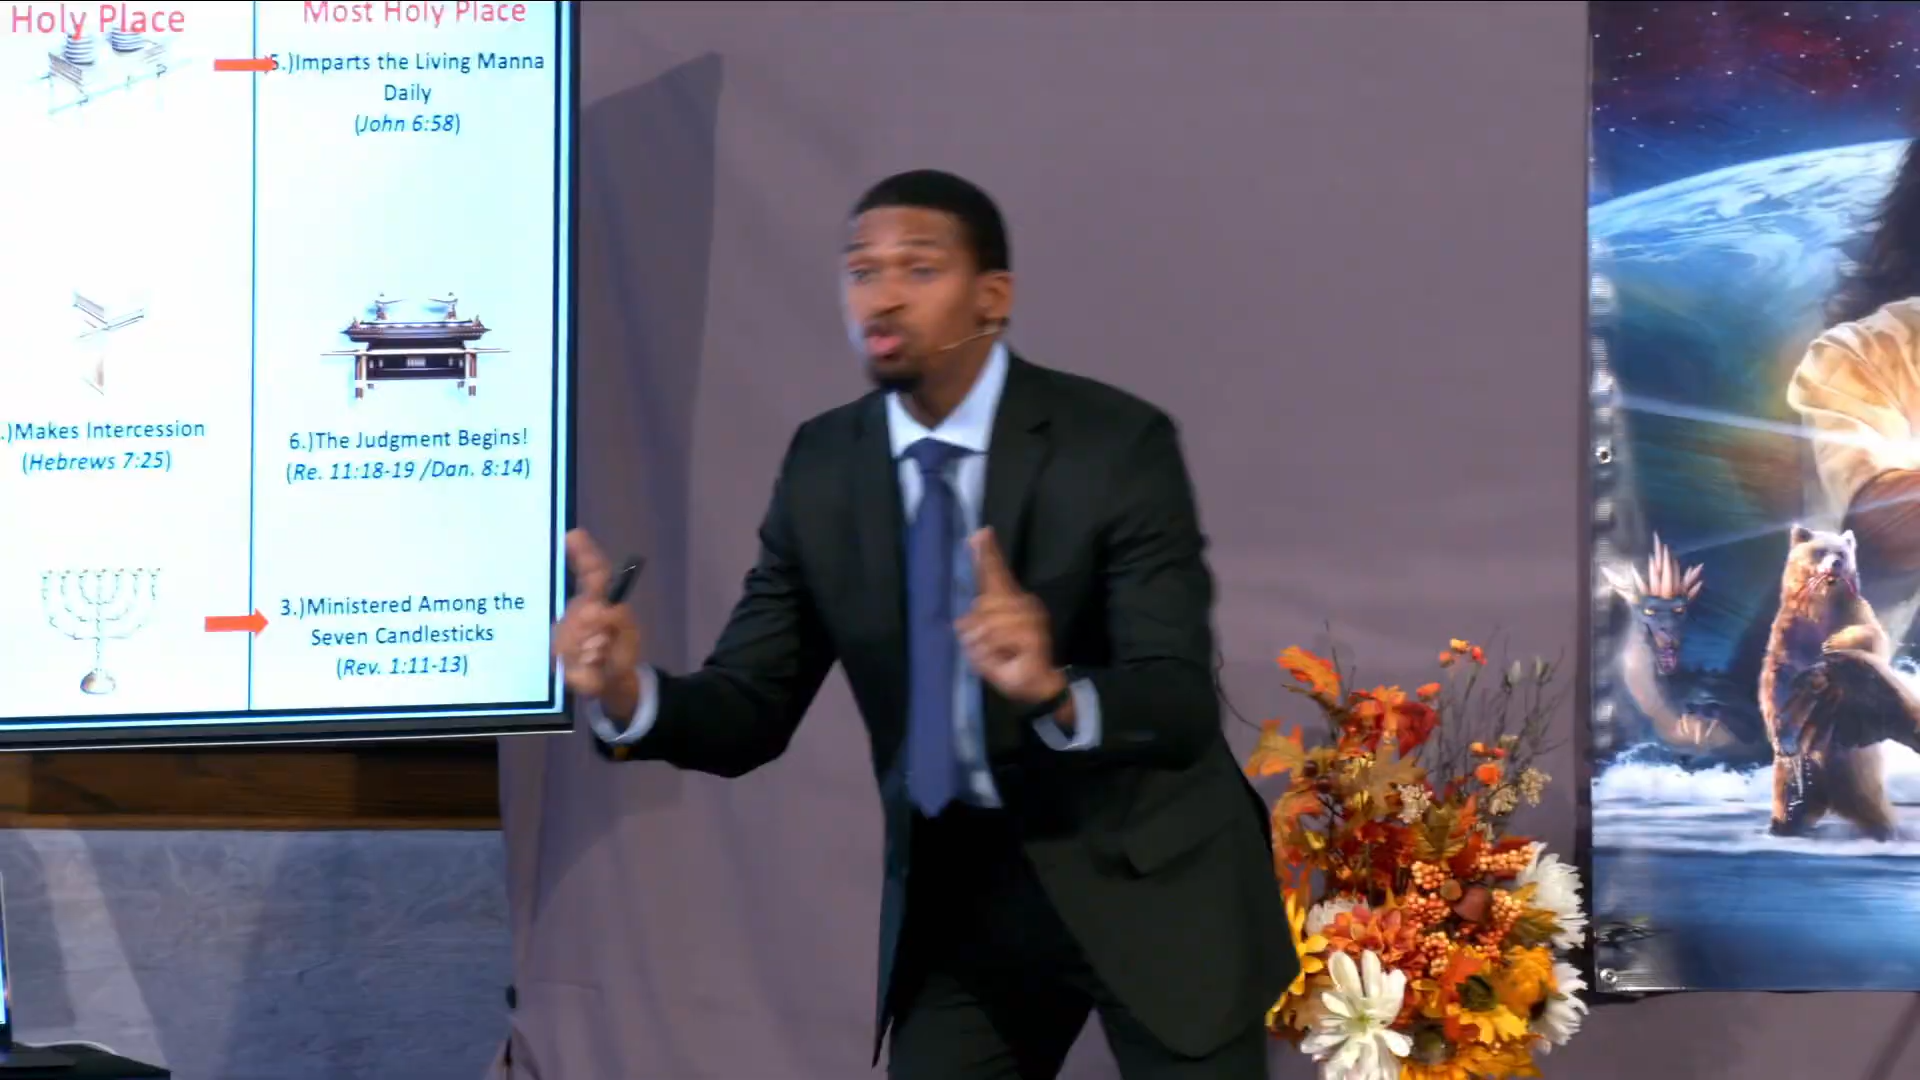 Holy Place
Most Holy Place
5.)Imparts the Living Manna
Daily
(John 6:58)
.)Makes Intercession
(Hebrews 7:25)
6.)The Judgment Begins!
(Re. 11:18-19 /Dan. 8:14)
3.)Ministered Among the
Seven Candlesticks
(Rev. 1:11-13)